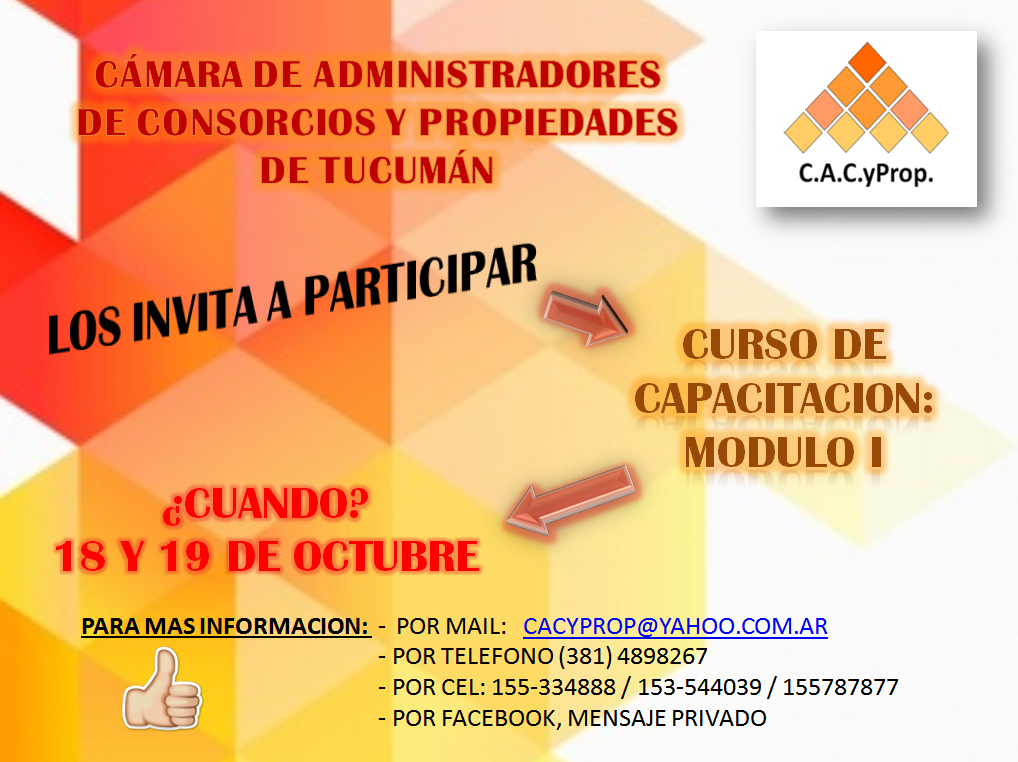 CÁMARA DE ADMINISTRADORES
DE CONSORCIOS Y PROPIEDADES
DE TUCUMÁN
C.A.C.yProp.
LOS INVITA A PARTICIPAR
CURSO DE
CAPACITACION:
MODULO I
¿CUANDO?
18 Y 19 DE OCTUBRE
PARA MAS INFORMACION: - POR MAIL: CACYPROP@YAHOO.COM.AR
- POR TELEFONO (381) 4898267
- POR CEL: 155-334888 / 153-544039 / 155787877
- POR FACEBOOK, MENSAJE PRIVADO